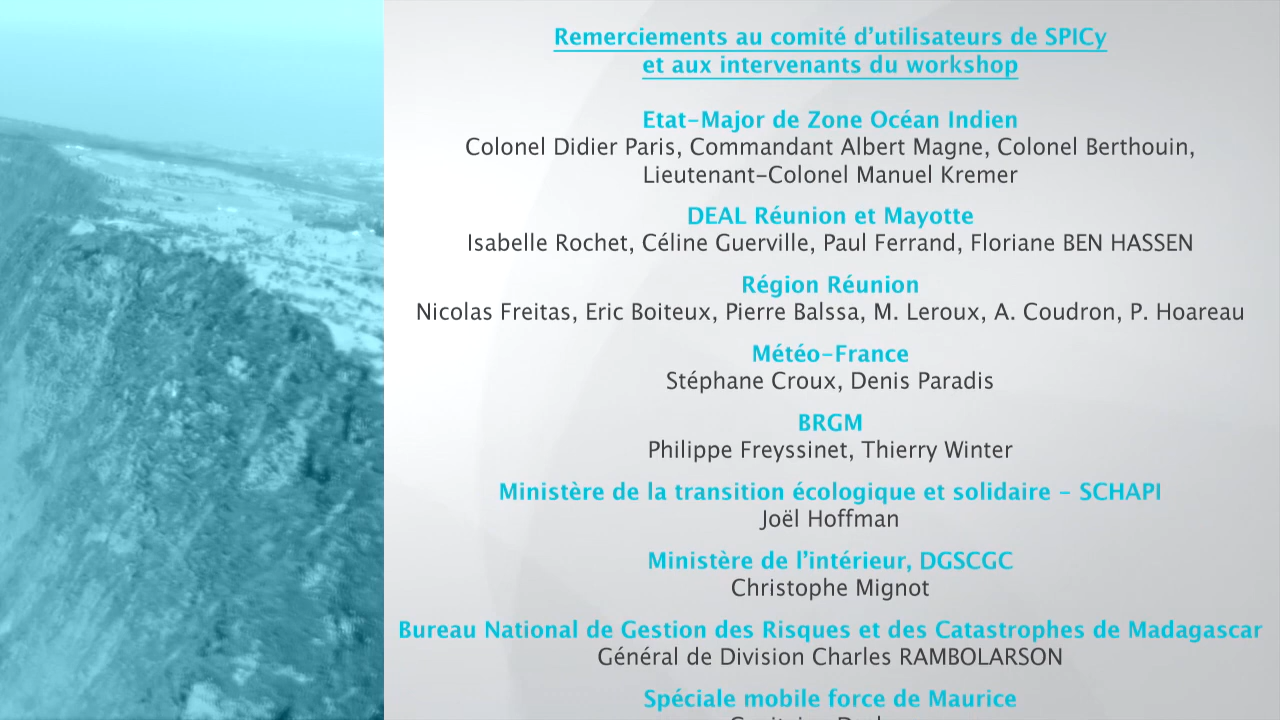 Remerciements au comité d’utilisateurs de SPICy
et aux intervenants du workshop
Etat-Major de Zone Océan Indien
Colonel Didier Paris, Commandant Albert Magne, Colonel Berthouin,
Lieutenant-Colonel Manuel Kremer
DEAL Réunion et Mayotte
Isabelle Rochet, Céline Guerville, Paul Ferrand, Floriane BEN HASSEN
Région Réunion
Nicolas Freitas, Eric Boiteux, Pierre Balssa, M. Leroux, A. Coudron, P. Hoareau
Météo-France
Stéphane Croux, Denis Paradis
BRGM
Philippe Freyssinet, Thierry Winter
Ministère de la transition écologique et solidaire - SCHAPI
Joël Hoffman
Ministère de l’intérieur, DGSCGC
Christophe Mignot
Bureau National de Gestion des Risques et des Catastrophes de Madagascar
Général de Division Charles RAMBOLARSON
Spéciale mobile force de Maurice